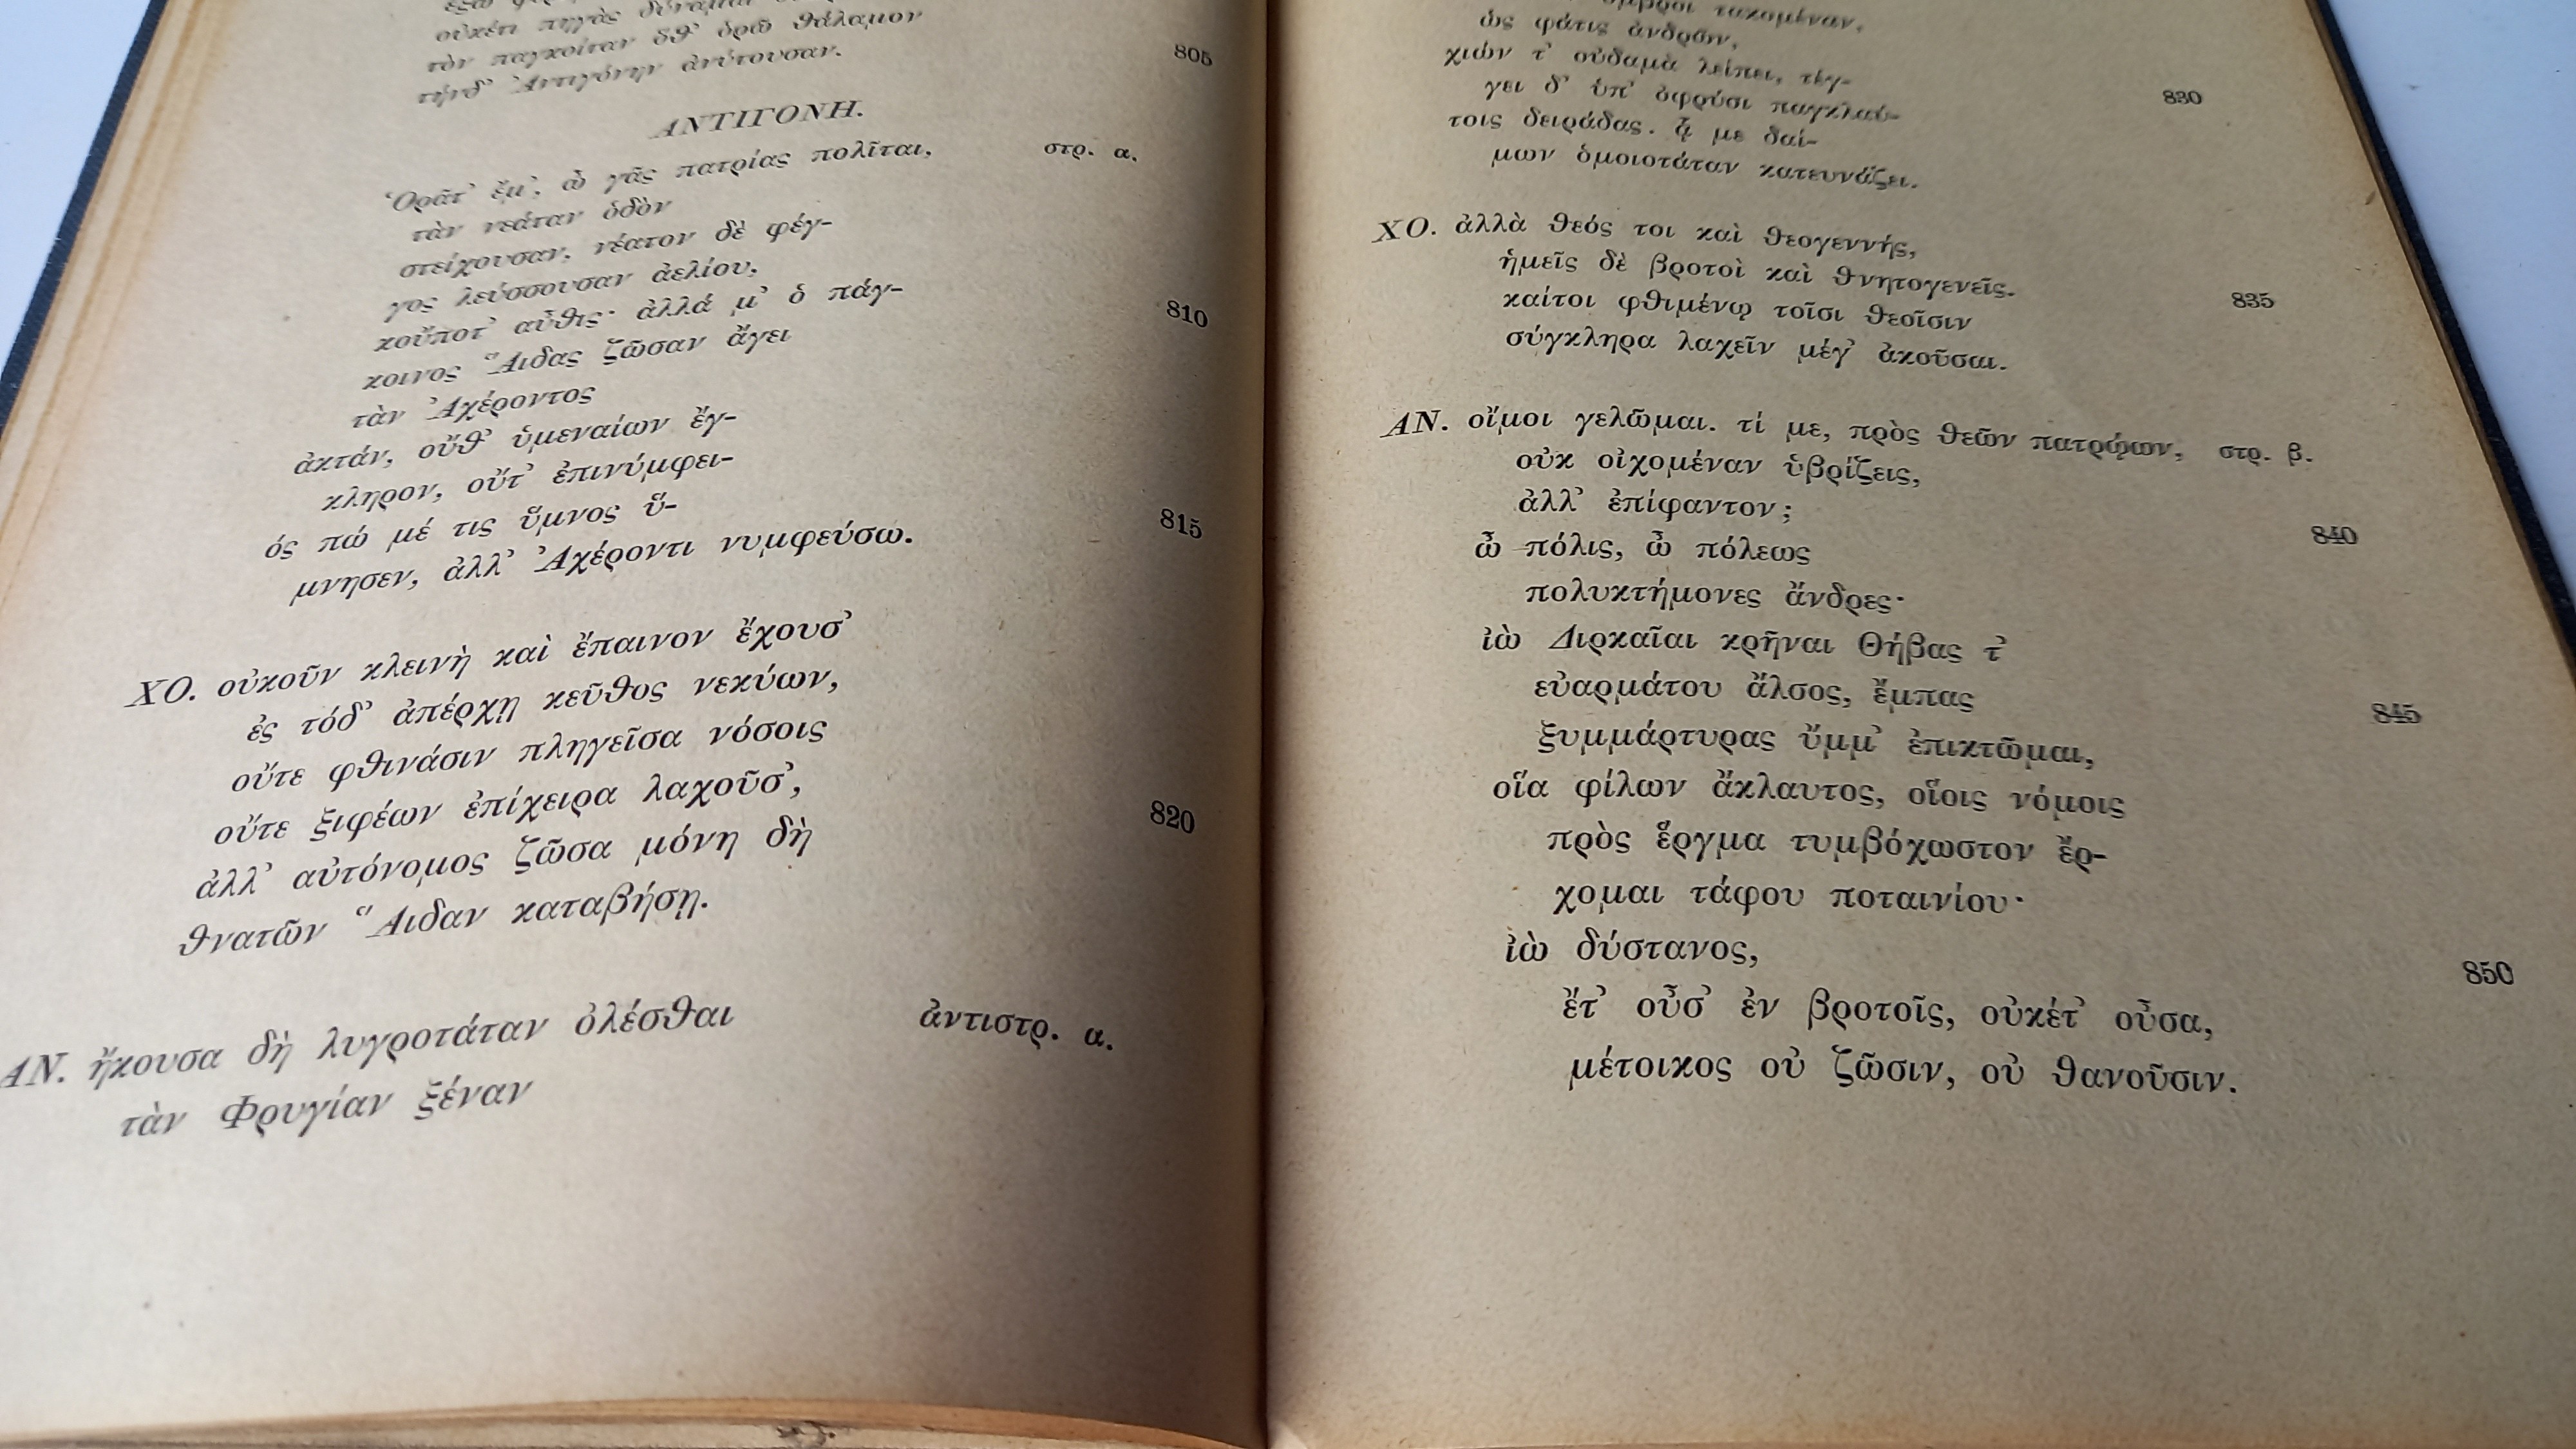 οὐκέτι πηγὰς δύναμαι
τὸν παγκοίταν ὅθ' ὁρῶ θάλαμον
τήνδ' Ἀντιγόνην ἀνύτουσαν. 805
ΑΝΤΙΓΟΝΗ.
Ὁρᾶτ' ἔμ', ὦ γᾶς πατρίας πολῖται, στρ. α.
τὰν νεάταν ὁδὸν
στείχουσαν, νέατον δὲ φέγ-
γος λεύσσουσαν ἀελίου,
κοὔποτ' αὖθις· ἀλλά μ' ὁ πάγ- 810
κοινος Ἅιδας ζῶσαν ἄγει
τὰν Ἀχέροντος
ἀκτάν, οὔθ' ὑμεναίων ἔγ-
κληρον, οὔτ' ἐπινύμφει-
ός πώ μέ τις ὕμνος ὕ- 815
μνησεν, ἀλλ' Ἀχέροντι νυμφεύσω.
ΧΟ. οὐκοῦν κλεινὴ καὶ ἔπαινον ἔχουσ'
ἐς τόδ' ἀπέρχῃ κεῦθος νεκύων,
οὔτε φθινάσιν πληγεῖσα νόσοις
οὔτε ξιφέων ἐπίχειρα λαχοῦσ', 820
ἀλλ' αὐτόνομος ζῶσα μόνη δὴ
θνατῶν Ἅιδαν καταβήσῃ.
ΑΝ. ἤκουσα δὴ λυγροτάταν ὀλέσθαι ἀντιστρ. α.
τὰν Φρυγίαν ξέναν
ὄμβροι τακομέναν,
ὡς φάτις ἀνδρῶν,
χιών τ' οὐδαμὰ λείπει, τέγ-
γει δ' ὑπ' ὀφρύσι παγκλαύ- 830
τοις δειράδας. ᾇ με δαί-
μων ὁμοιοτάταν κατευνάζει.
ΧΟ. ἀλλὰ θεός τοι καὶ θεογεννής,
ἡμεῖς δὲ βροτοὶ καὶ θνητογενεῖς.
καίτοι φθιμένῳ τοῖσι θεοῖσιν 835
σύγκληρα λαχεῖν μέγ' ἀκοῦσαι.
ΑΝ. οἴμοι γελῶμαι. τί με, πρὸς θεῶν πατρῴων, στρ. β.
οὐκ οἰχομέναν ὑβρίζεις,
ἀλλ' ἐπίφαντον; 840
ὦ πόλις, ὦ πόλεως
πολυκτήμονες ἄνδρες·
ἰὼ Διρκαῖαι κρῆναι Θήβας τ'
εὐαρμάτου ἄλσος, ἔμπας 845
ξυμμάρτυρας ὔμμ' ἐπικτῶμαι,
οἵα φίλων ἄκλαυτος, οἵοις νόμοις
πρὸς ἕργμα τυμβόχωστον ἔρ-
χομαι τάφου ποταινίου·
ἰὼ δύστανος, 850
ἔτ' οὖσ' ἐν βροτοῖς, οὐκέτ' οὖσα,
μέτοικος οὐ ζῶσιν, οὐ θανοῦσιν.